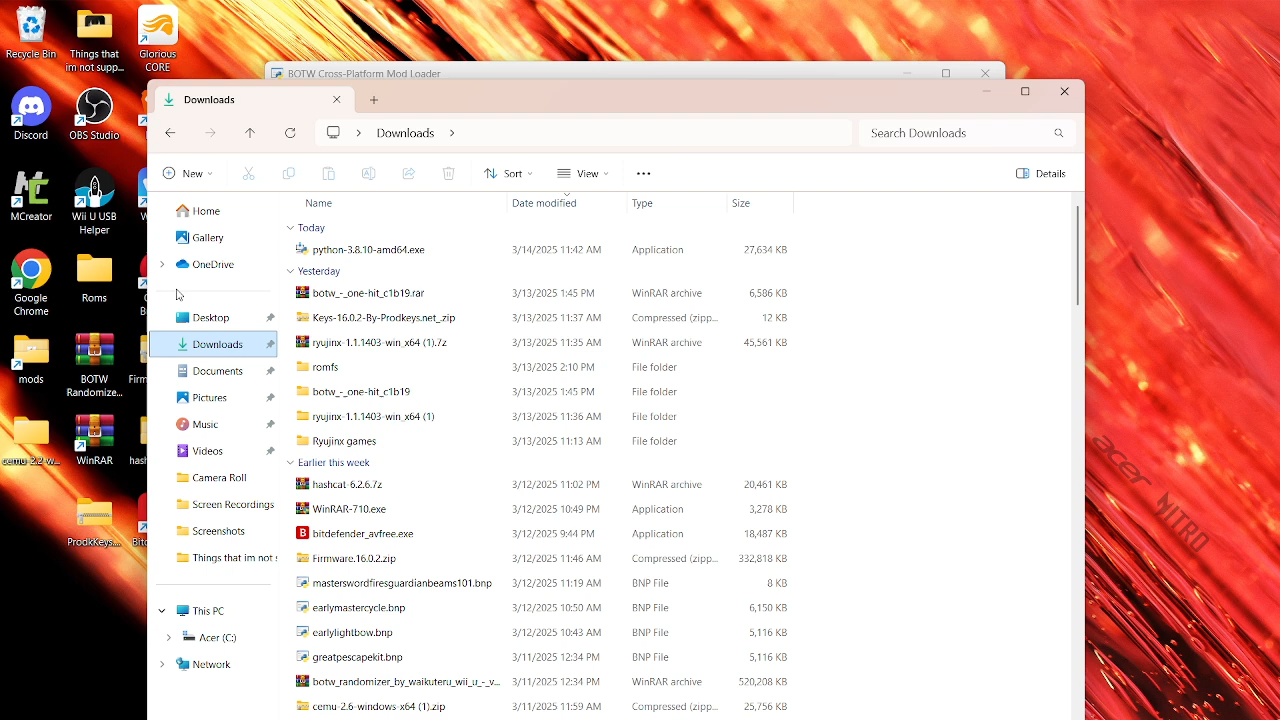 Recycle Bin
Things that
im not supp...
Glorious
CORE
Discord
OBS Studio
MCreator
Wii U USB
Helper
Google
Chrome
Roms
mods
BOTW
Randomize...
Firm
cemu_2.2_w...
WinRAR
hash
ProdkKeys....
Bitd
BOTW Cross-Platform Mod Loader
Downloads
Downloads
Search Downloads
New
Sort
View
Details
Home
Gallery
OneDrive
Desktop
Downloads
Documents
Pictures
Music
Videos
Camera Roll
Screen Recordings
Screenshots
Things that im not s
This PC
Acer (C:)
Network
Name Date modified Type Size
Today
python-3.8.10-amd64.exe 3/14/2025 11:42 AM Application 27,634 KB
Yesterday
botw_-_one-hit_c1b19.rar 3/13/2025 1:45 PM WinRAR archive 6,586 KB
Keys-16.0.2-By-Prodkeys.net_.zip 3/13/2025 11:37 AM Compressed (zipp... 12 KB
ryujinx-1.1.1403-win_x64 (1).7z 3/13/2025 11:35 AM WinRAR archive 45,561 KB
romfs 3/13/2025 2:10 PM File folder
botw_-_one-hit_c1b19 3/13/2025 1:45 PM File folder
ryujinx-1.1.1403-win_x64 (1) 3/13/2025 11:36 AM File folder
Ryujinx games 3/13/2025 11:13 AM File folder
Earlier this week
hashcat-6.2.6.7z 3/12/2025 11:02 PM WinRAR archive 20,461 KB
WinRAR-710.exe 3/12/2025 10:49 PM Application 3,278 KB
bitdefender_avfree.exe 3/12/2025 9:44 PM Application 18,487 KB
Firmware.16.0.2.zip 3/12/2025 11:46 AM Compressed (zipp... 332,818 KB
masterswordfiresguardianbeams101.bnp 3/12/2025 11:19 AM BNP File 8 KB
earlymastercycle.bnp 3/12/2025 10:50 AM BNP File 6,150 KB
earlylightbow.bnp 3/12/2025 10:43 AM BNP File 5,116 KB
greatpescapekit.bnp 3/11/2025 12:34 PM BNP File 5,116 KB
botw_randomizer_by_waikuteru_wii_u_-_v... 3/11/2025 12:34 PM WinRAR archive 520,208 KB
cemu-2.6-windows-x64 (1).zip 3/11/2025 11:59 AM Compressed (zipp... 25,756 KB
acer NITRO